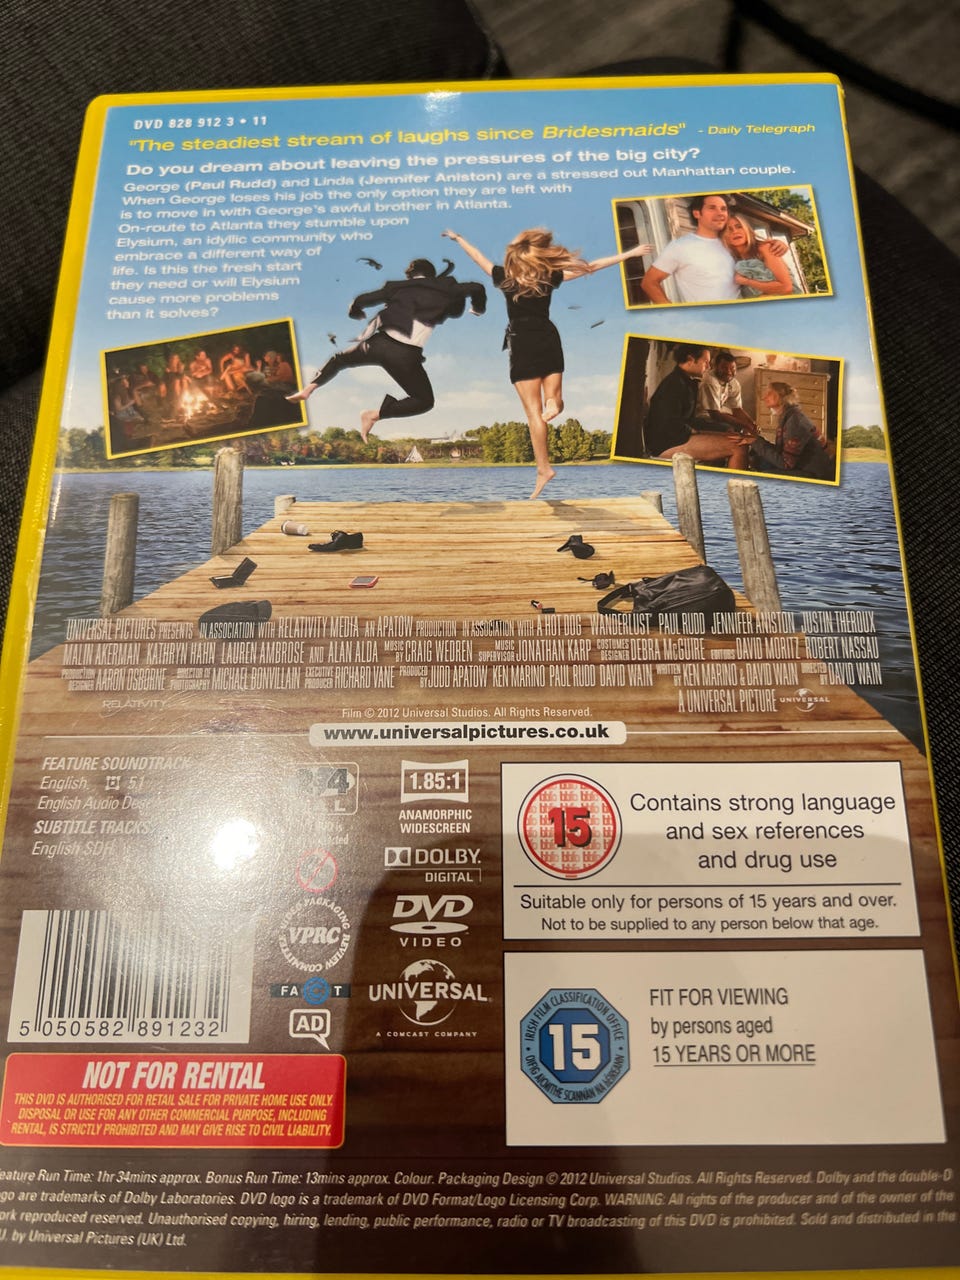 DVD 828 912 3 • 11
"The steadiest stream of laughs since Bridesmaids" - Daily Telegraph
Do you dream about leaving the pressures of the big city?
George (Paul Rudd) and Linda (Jennifer Aniston) are a stressed out Manhattan couple.
When George loses his job the only option they are left with
is to move in with George's awful brother in Atlanta.
On-route to Atlanta they stumble upon
Elysium, an idyllic community who
embrace a different way of
life. Is this the fresh start
they need or will Elysium
cause more problems
than it solves?
UNIVERSAL PICTURES PRESENTS IN ASSOCIATION WITH RELATIVITY MEDIA AN APATOW PRODUCTION IN ASSOCIATION WITH A HOT DOG WANDERLUST PAUL RUDD JENNIFER ANISTON JUSTIN THEROUX
MALIN AKERMAN KATHRYN HAHN LAUREN AMBROSE AND ALAN ALDA MUSIC BY CRAIG WEDREN MUSIC SUPERVISOR JONATHAN KARP COSTUMES DESIGNER DEBRA McGUIRE DAVID MORITZ ROBERT NASSAU
PRODUCTION DESIGNER AARON OSBORNE DIRECTOR OF PHOTOGRAPHY MICHAEL BONVILLAIN EXECUTIVE PRODUCER RICHARD VANE PRODUCED BY JUDD APATOW KEN MARINO PAUL RUDD DAVID WAIN WRITTEN BY KEN MARINO & DAVID WAIN DIRECTED BY DAVID WAIN
RELATIVITY
A UNIVERSAL PICTURE UNIVERSAL
Film © 2012 Universal Studios. All Rights Reserved.
www.universalpictures.co.uk
FEATURE SOUNDTRACK
English. 5.1
English Audio
SUBTITLE TRACKS
English SDH
2 4
L
1.85:1
ANAMORPHIC
WIDESCREEN
DOLBY.
DIGITAL
DVD
VIDEO
VPRC
PACKAGING REVIEW COMMITTEE
FA T
AD
UNIVERSAL
A COMCAST COMPANY
15
Contains strong language
and sex references
and drug use
Suitable only for persons of 15 years and over.
Not to be supplied to any person below that age.
IRISH FILM CLASSIFICATION OFFICE
15
OIFIG AICMITHE SCANNÁN NA hÉIREANN
FIT FOR VIEWING
by persons aged
15 YEARS OR MORE
5 050582 891232
NOT FOR RENTAL
THIS DVD IS AUTHORISED FOR RETAIL SALE FOR PRIVATE HOME USE ONLY.
DISPOSAL OR USE FOR ANY OTHER COMMERCIAL PURPOSE, INCLUDING
RENTAL, IS STRICTLY PROHIBITED AND MAY GIVE RISE TO CIVIL LIABILITY.
eature Run Time: 1hr 34mins approx. Bonus Run Time: 13mins approx. Colour. Packaging Design © 2012 Universal Studios. All Rights Reserved. Dolby and the double-D
go are trademarks of Dolby Laboratories. DVD logo is a trademark of DVD Format/Logo Licensing Corp. WARNING: All rights of the producer and of the owner of the
ork reproduced reserved. Unauthorised copying, hiring, lending, public performance, radio or TV broadcasting of this DVD is prohibited. Sold and distributed in the
U. by Universal Pictures (UK) Ltd.